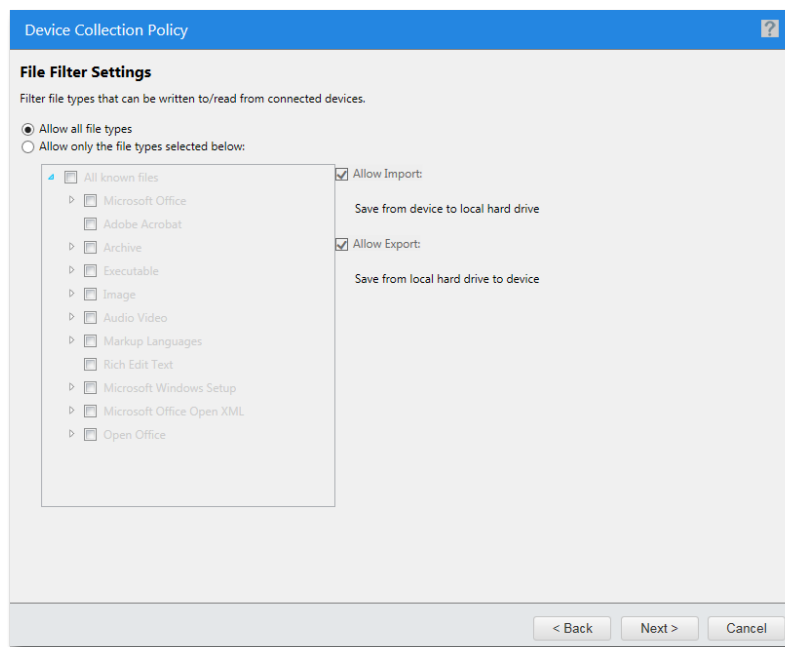 Device Collection Policy
?
File Filter Settings
Filter file types that can be written to/read from connected devices.
Allow all file types
Allow only the file types selected below:
All known files
Microsoft Office
Adobe Acrobat
Archive
Executable
Image
Audio Video
Markup Languages
Rich Edit Text
Microsoft Windows Setup
Microsoft Office Open XML
Open Office
Allow Import:
Save from device to local hard drive
Allow Export:
Save from local hard drive to device
< Back
Next >
Cancel